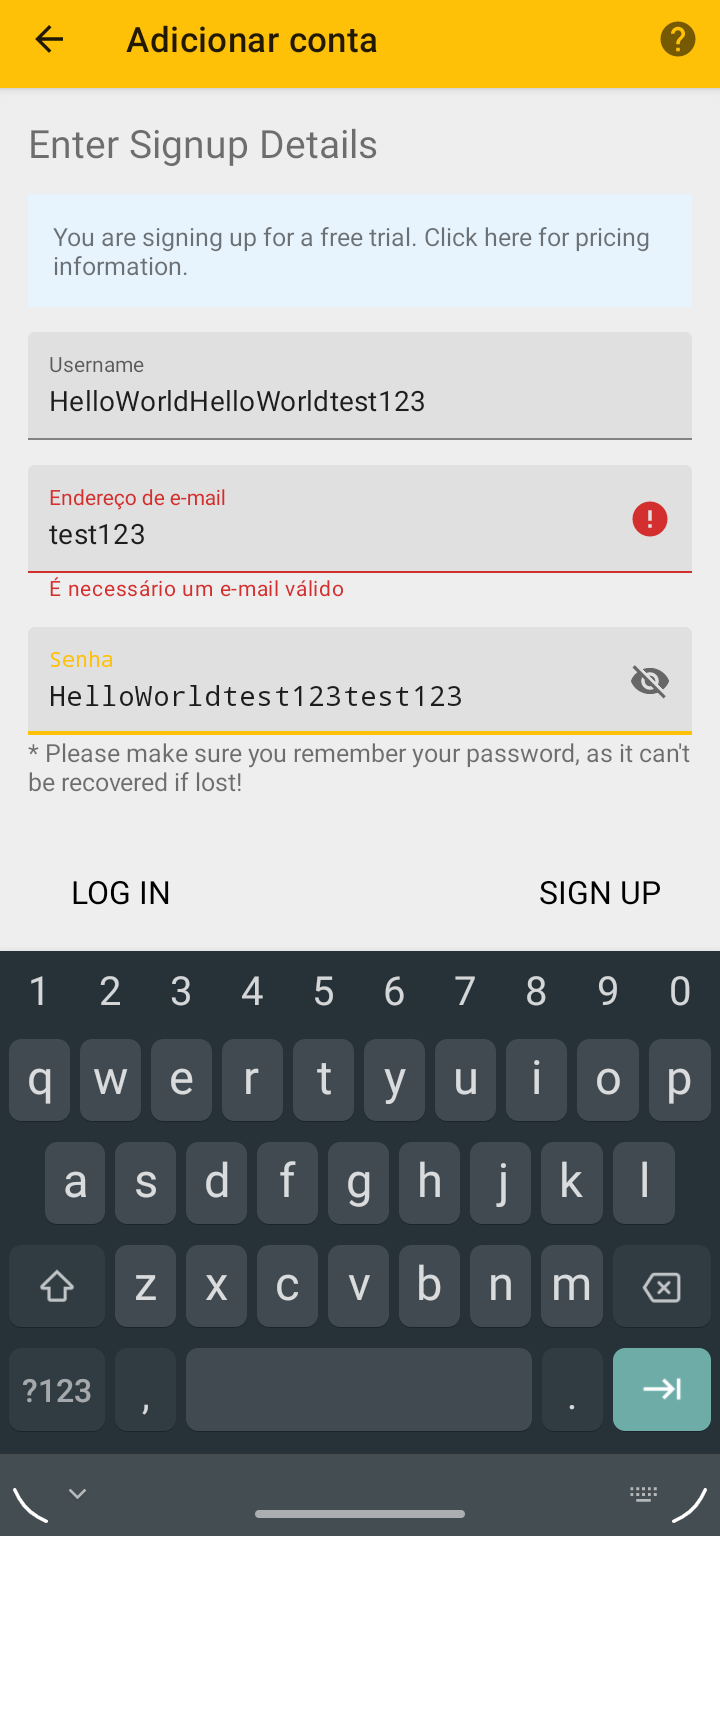 Adicionar conta
Enter Signup Details
You are signing up for a free trial. Click here for pricing
information.
Username
HelloWorldHelloWorldtest123
Endereço de e-mail
test123
É necessário um e-mail válido
Senha
HelloWorldtest123test123
* Please make sure you remember your password, as it can't
be recovered if lost!
LOG IN SIGN UP
1 2 3 4 5 6 7 8 9 0
q w e r t y u i o p
a s d f g h j k l
z x c v b n m
?123 , .